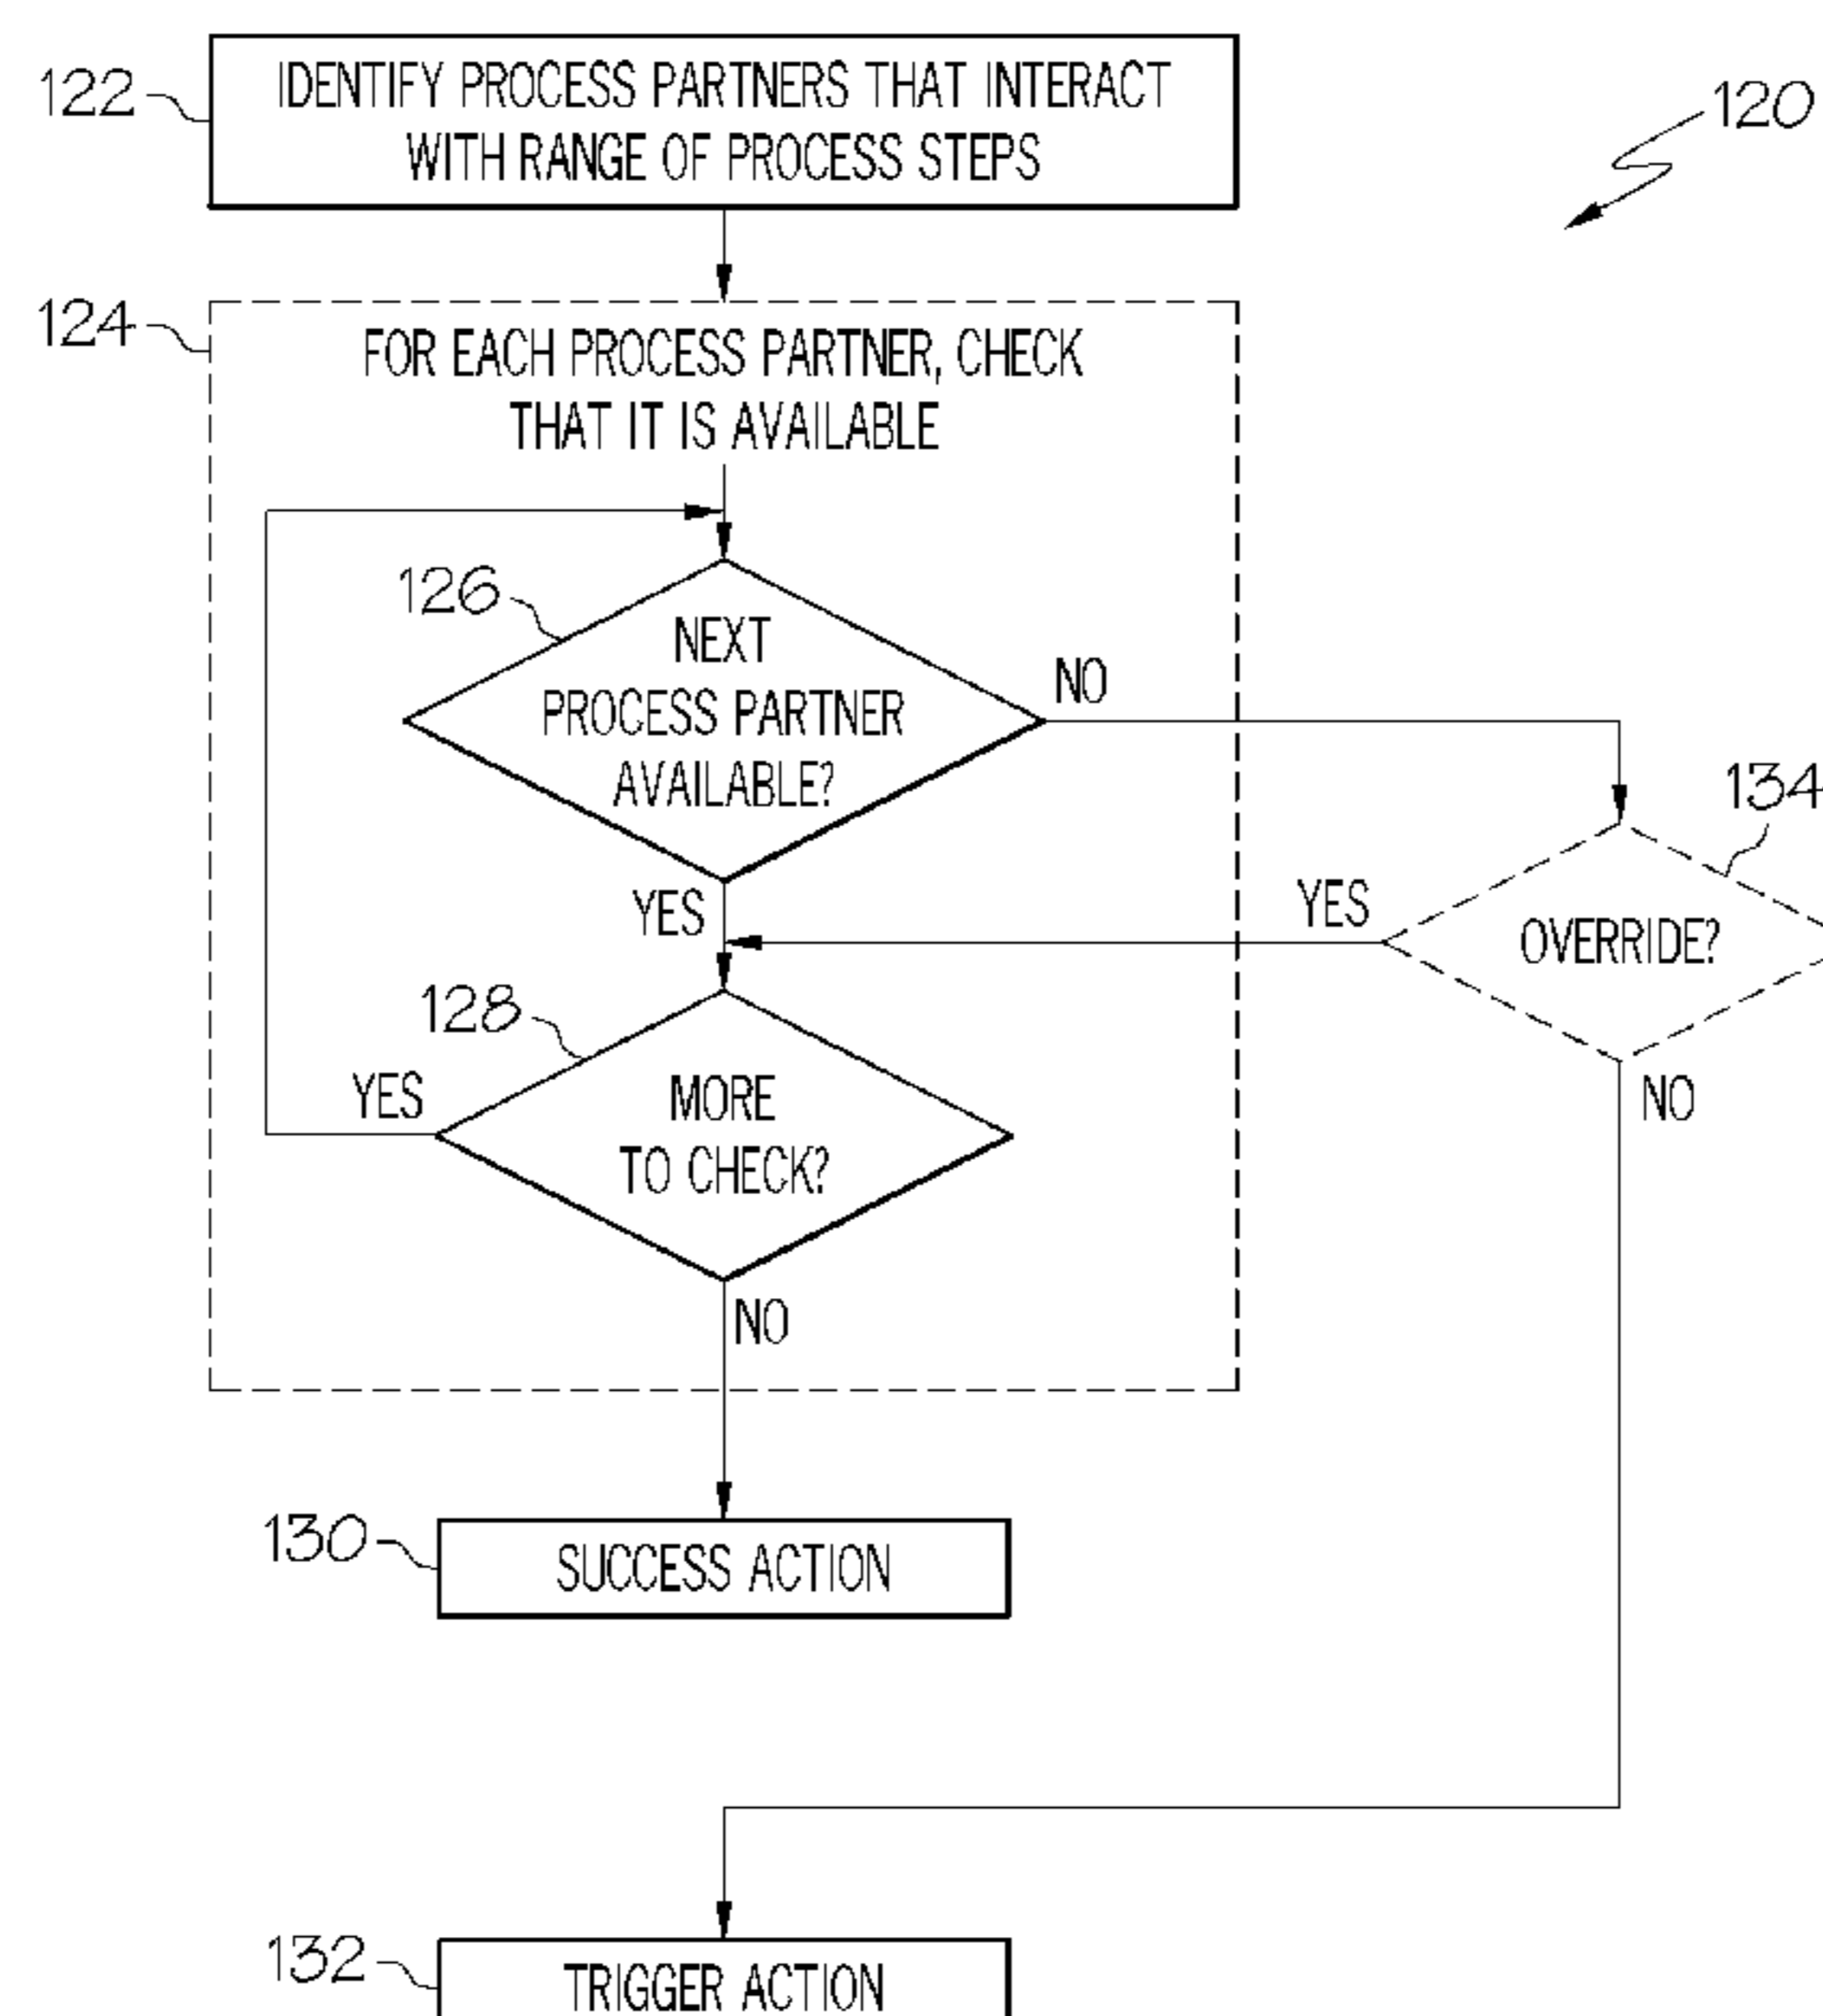 122
IDENTIFY PROCESS PARTNERS THAT INTERACT
WITH RANGE OF PROCESS STEPS
120
124
FOR EACH PROCESS PARTNER, CHECK
THAT IT IS AVAILABLE
126
NEXT
PROCESS PARTNER
AVAILABLE?
NO
134
YES
YES
OVERRIDE?
128
YES
MORE
TO CHECK?
NO
NO
130
SUCCESS ACTION
132
TRIGGER ACTION